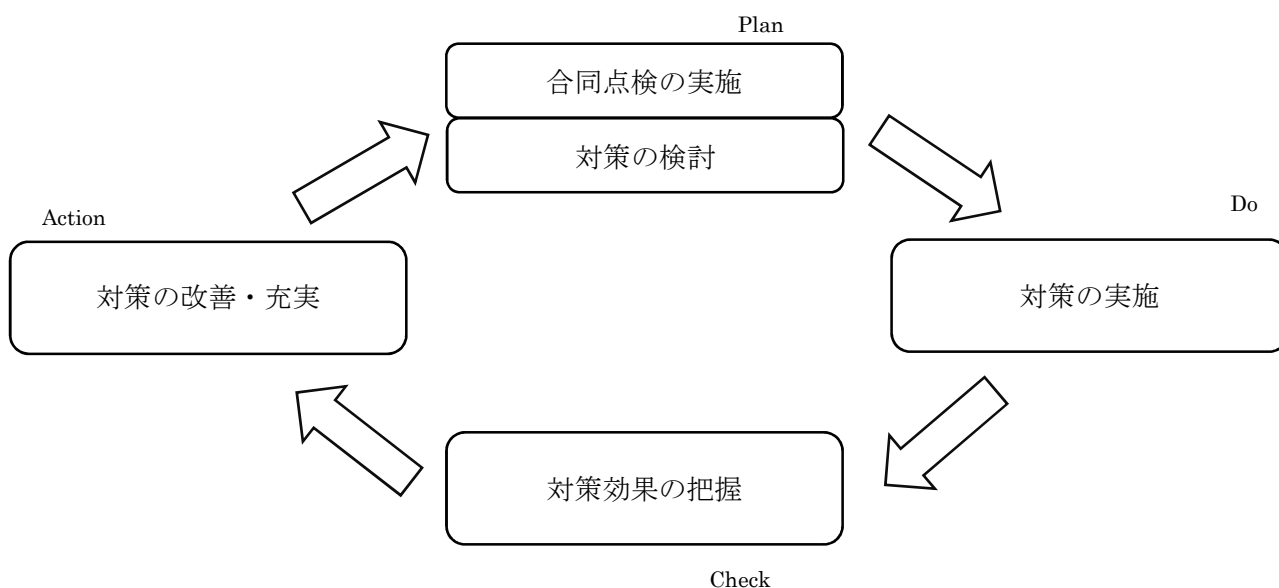 Plan
合同点検の実施
対策の検討
Action
Do
対策の改善・充実
対策の実施
対策効果の把握
Check